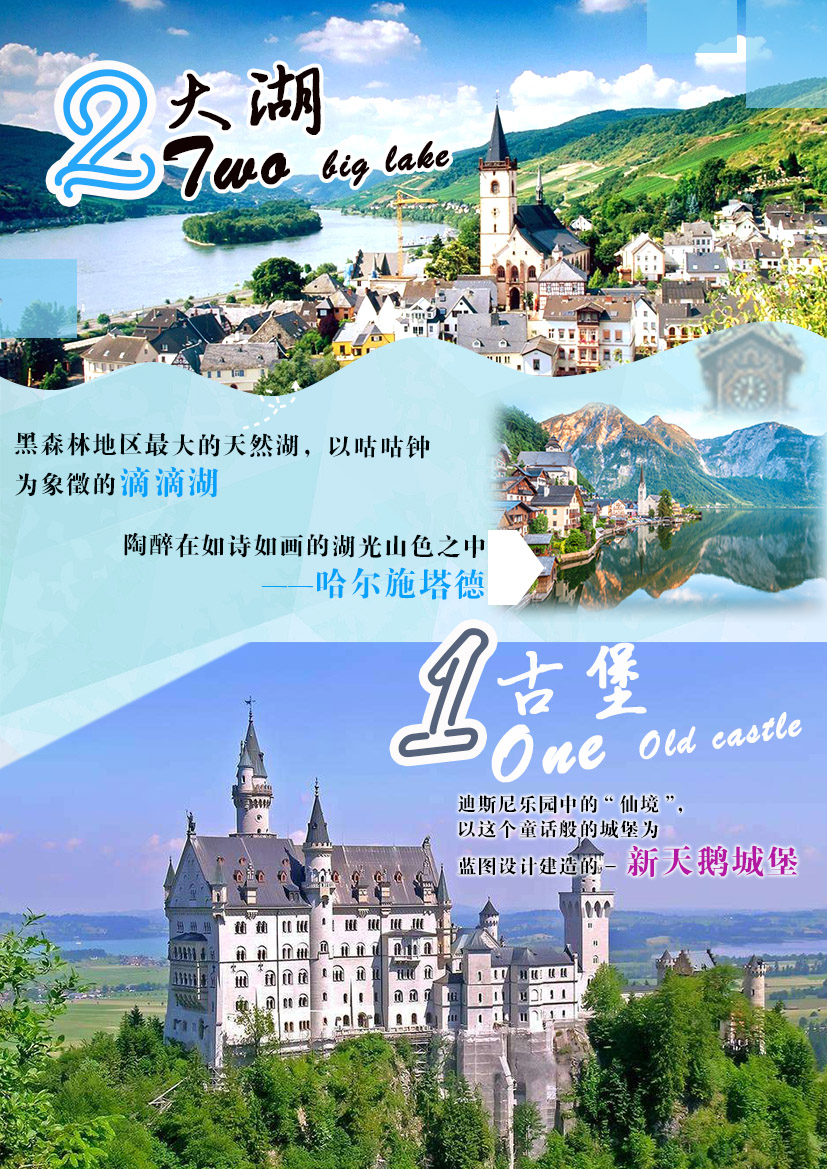 2大湖
Two big lake
黑森林地区最大的天然湖，以咕咕钟
为象徵的滴滴湖
陶醉在如诗如画的湖光山色之中
——哈尔施塔德
1古堡
One Old castle
迪斯尼乐园中的“仙境”，
以这个童话般的城堡为
蓝图设计建造的－新天鹅城堡